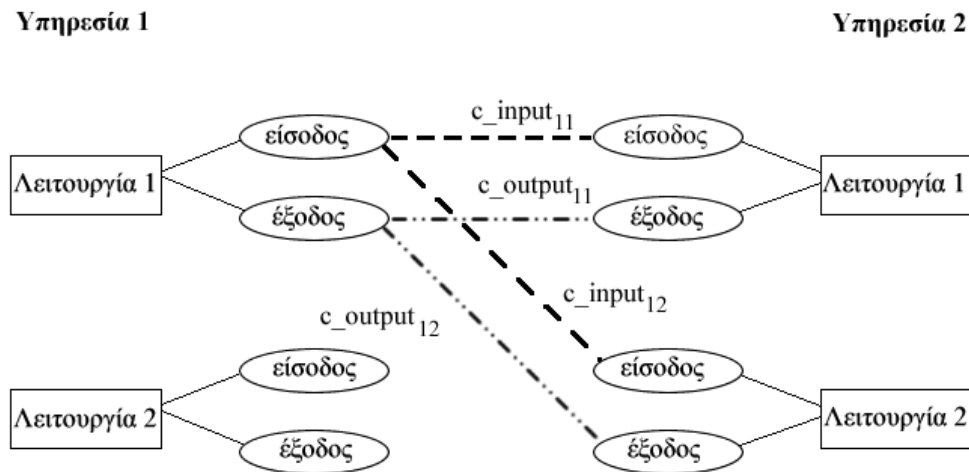 Υπηρεσία 1
Υπηρεσία 2
είσοδος
c_input11
είσοδος
Λειτουργία 1
c_output11
Λειτουργία 1
έξοδος
έξοδος
c_input12
c_output12
είσοδος
είσοδος
Λειτουργία 2
Λειτουργία 2
έξοδος
έξοδος